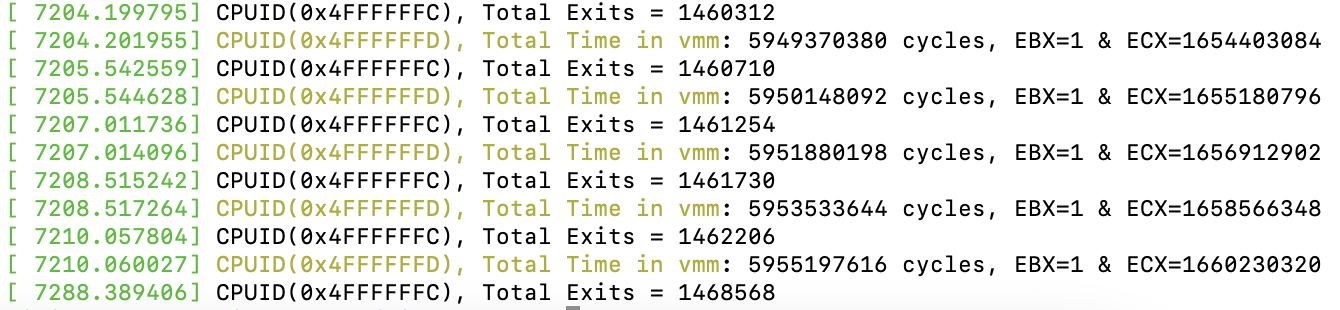 [ 7204.199795] CPUID(0x4FFFFFFC), Total Exits = 1460312
[ 7204.201955] CPUID(0x4FFFFFFD), Total Time in vmm: 5949370380 cycles, EBX=1 & ECX=1654403084
[ 7205.542559] CPUID(0x4FFFFFFC), Total Exits = 1460710
[ 7205.544628] CPUID(0x4FFFFFFD), Total Time in vmm: 5950148092 cycles, EBX=1 & ECX=1655180796
[ 7207.011736] CPUID(0x4FFFFFFC), Total Exits = 1461254
[ 7207.014096] CPUID(0x4FFFFFFD), Total Time in vmm: 5951880198 cycles, EBX=1 & ECX=1656912902
[ 7208.515242] CPUID(0x4FFFFFFC), Total Exits = 1461730
[ 7208.517264] CPUID(0x4FFFFFFD), Total Time in vmm: 5953533644 cycles, EBX=1 & ECX=1658566348
[ 7210.057804] CPUID(0x4FFFFFFC), Total Exits = 1462206
[ 7210.060027] CPUID(0x4FFFFFFD), Total Time in vmm: 5955197616 cycles, EBX=1 & ECX=1660230320
[ 7288.389406] CPUID(0x4FFFFFFC), Total Exits = 1468568